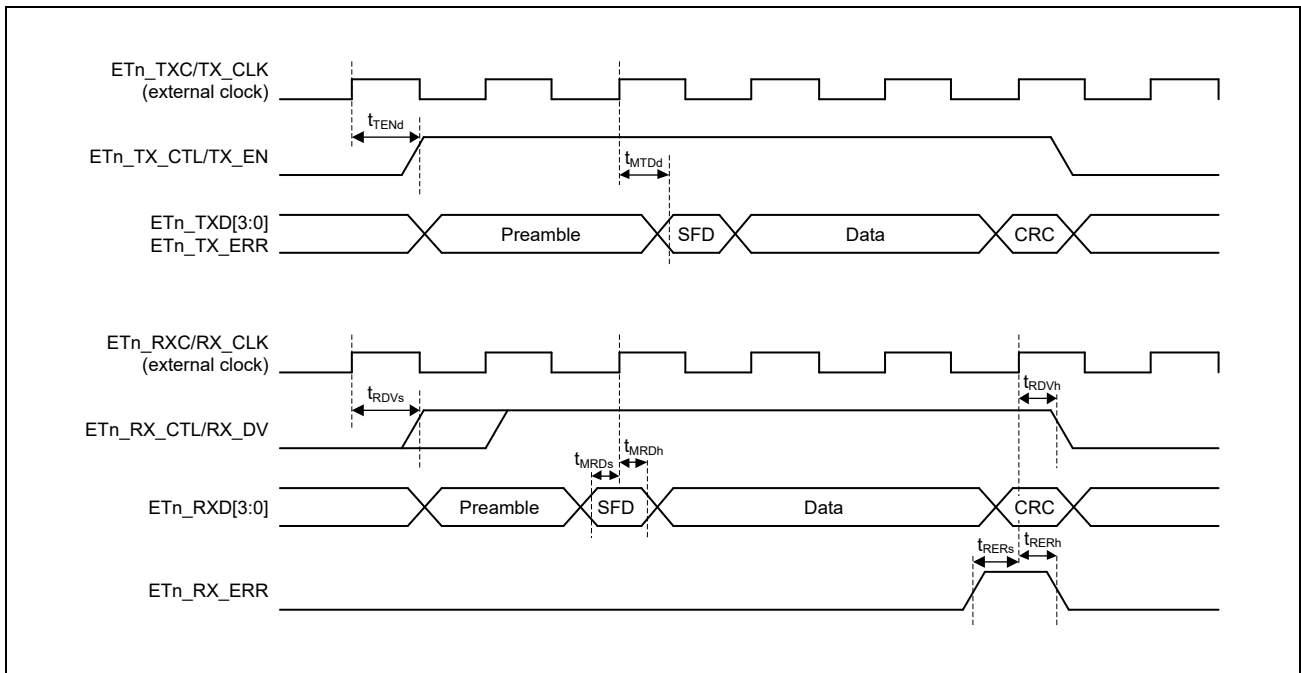 ETn_TXC/TX_CLK
(external clock)
tTENd
ETn_TX_CTL/TX_EN
tMTDd
ETn_TXD[3:0]
ETn_TX_ERR
Preamble SFD Data CRC
ETn_RXC/RX_CLK
(external clock)
tRDVs tRDVh
ETn_RX_CTL/RX_DV
tMRDs tMRDh
ETn_RXD[3:0] Preamble SFD Data CRC
tRERs tRERh
ETn_RX_ERR